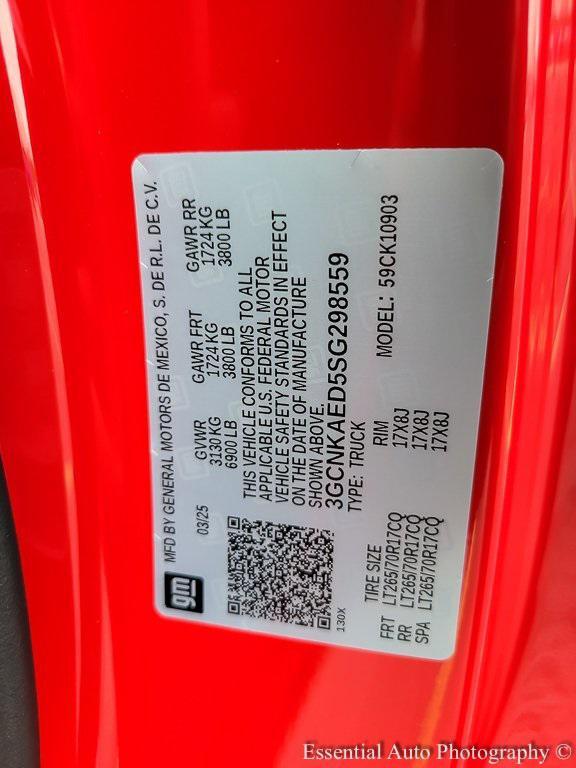 gm
MFD BY GENERAL MOTORS DE MEXICO, S. DE R.L. DE C.V.
03/25
GVWR GAWR FRT GAWR RR
3130 KG 1724 KG 1724 KG
6900 LB 3800 LB 3800 LB
THIS VEHICLE CONFORMS TO ALL
APPLICABLE U.S. FEDERAL MOTOR
VEHICLE SAFETY STANDARDS IN EFFECT
ON THE DATE OF MANUFACTURE
SHOWN ABOVE.
3GCNKAED5SG298559
130X
TYPE: TRUCK MODEL: 59CK10903
TIRE SIZE RIM
FRT LT265/70R17CQ 17X8J
RR LT265/70R17CQ 17X8J
SPA LT265/70R17CQ 17X8J
Essential Auto Photography ©